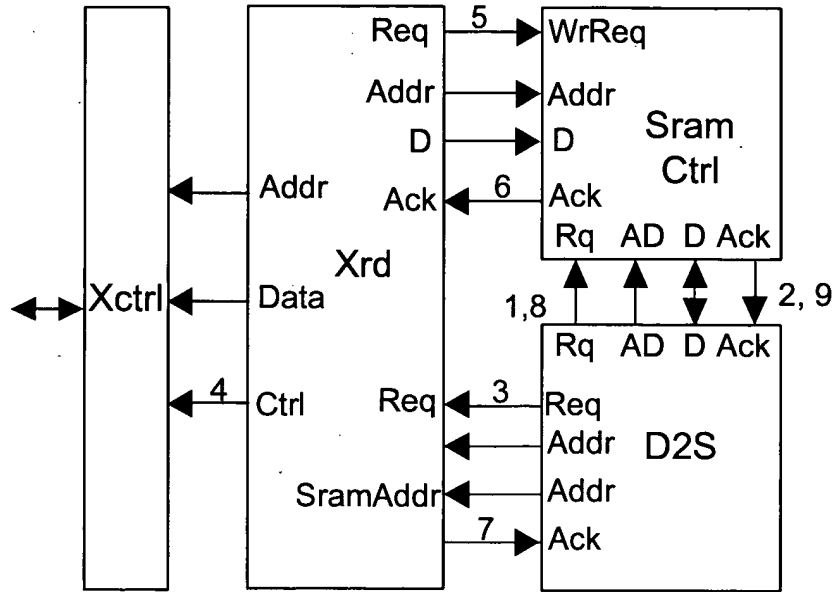 Req 5 WrReq
Addr Addr
D D
Sram
Ctrl
Addr Ack 6 Ack
Rq AD D Ack
Xrd
Xctrl Data
1,8 2, 9
Rq AD D Ack
4 Ctrl Req 3 Req
Addr D2S
SramAddr Addr
7 Ack